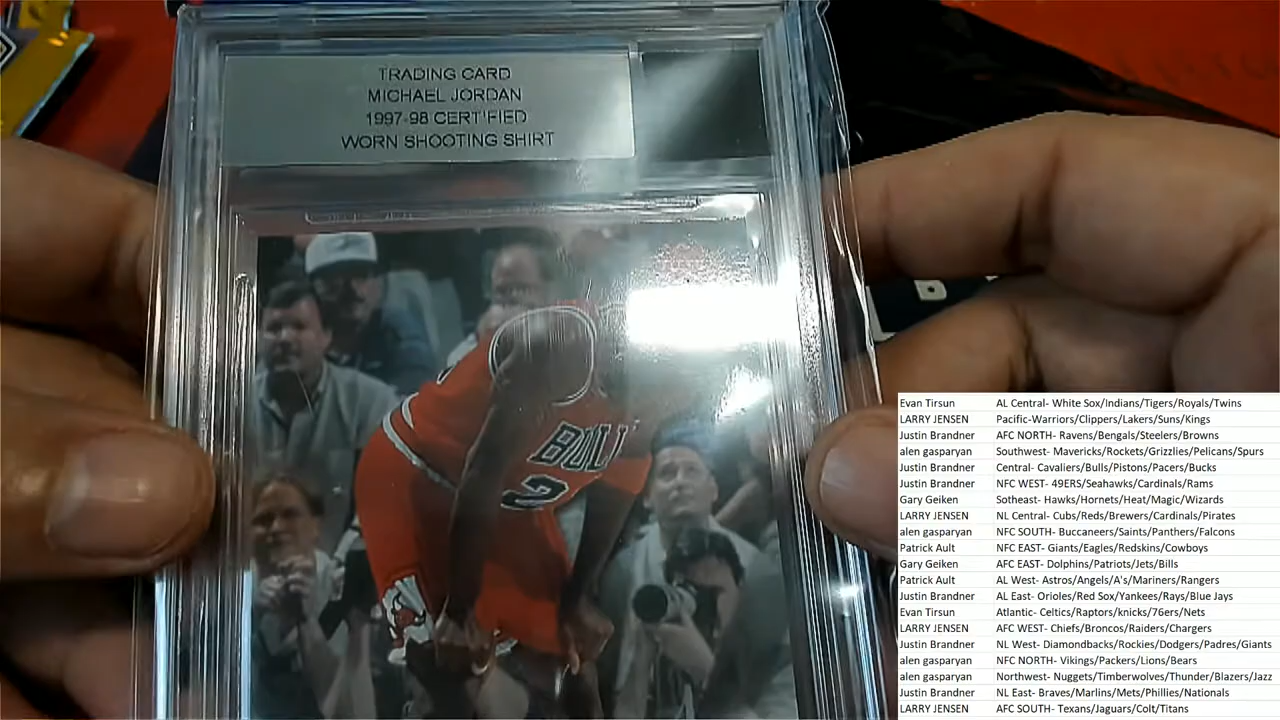 TRADING CARD
MICHAEL JORDAN
1997-98 CERTIFIED
WORN SHOOTING SHIRT
BULL
2
Evan Tirsun AL Central- White Sox/Indians/Tigers/Royals/Twins
LARRY JENSEN Pacific-Warriors/Clippers/Lakers/Suns/Kings
Justin Brandner AFC NORTH- Ravens/Bengals/Steelers/Browns
alen gasparyan Southwest- Mavericks/Rockets/Grizzlies/Pelicans/Spurs
Justin Brandner Central- Cavaliers/Bulls/Pistons/Pacers/Bucks
Justin Brandner NFC WEST- 49ERS/Seahawks/Cardinals/Rams
Gary Geiken Sotheast- Hawks/Hornets/Heat/Magic/Wizards
LARRY JENSEN NL Central- Cubs/Reds/Brewers/Cardinals/Pirates
alen gasparyan NFC SOUTH- Buccaneers/Saints/Panthers/Falcons
Patrick Ault NFC EAST- Giants/Eagles/Redskins/Cowboys
Gary Geiken AFC EAST- Dolphins/Patriots/Jets/Bills
Patrick Ault AL West- Astros/Angels/A's/Mariners/Rangers
Justin Brandner AL East- Orioles/Red Sox/Yankees/Rays/Blue Jays
Evan Tirsun Atlantic- Celtics/Raptors/knicks/76ers/Nets
LARRY JENSEN AFC WEST- Chiefs/Broncos/Raiders/Chargers
Justin Brandner NL West- Diamondbacks/Rockies/Dodgers/Padres/Giants
alen gasparyan NFC NORTH- Vikings/Packers/Lions/Bears
alen gasparyan Northwest- Nuggets/Timberwolves/Thunder/Blazers/Jazz
Justin Brandner NL East- Braves/Marlins/Mets/Phillies/Nationals
LARRY JENSEN AFC SOUTH- Texans/Jaguars/Colt/Titans